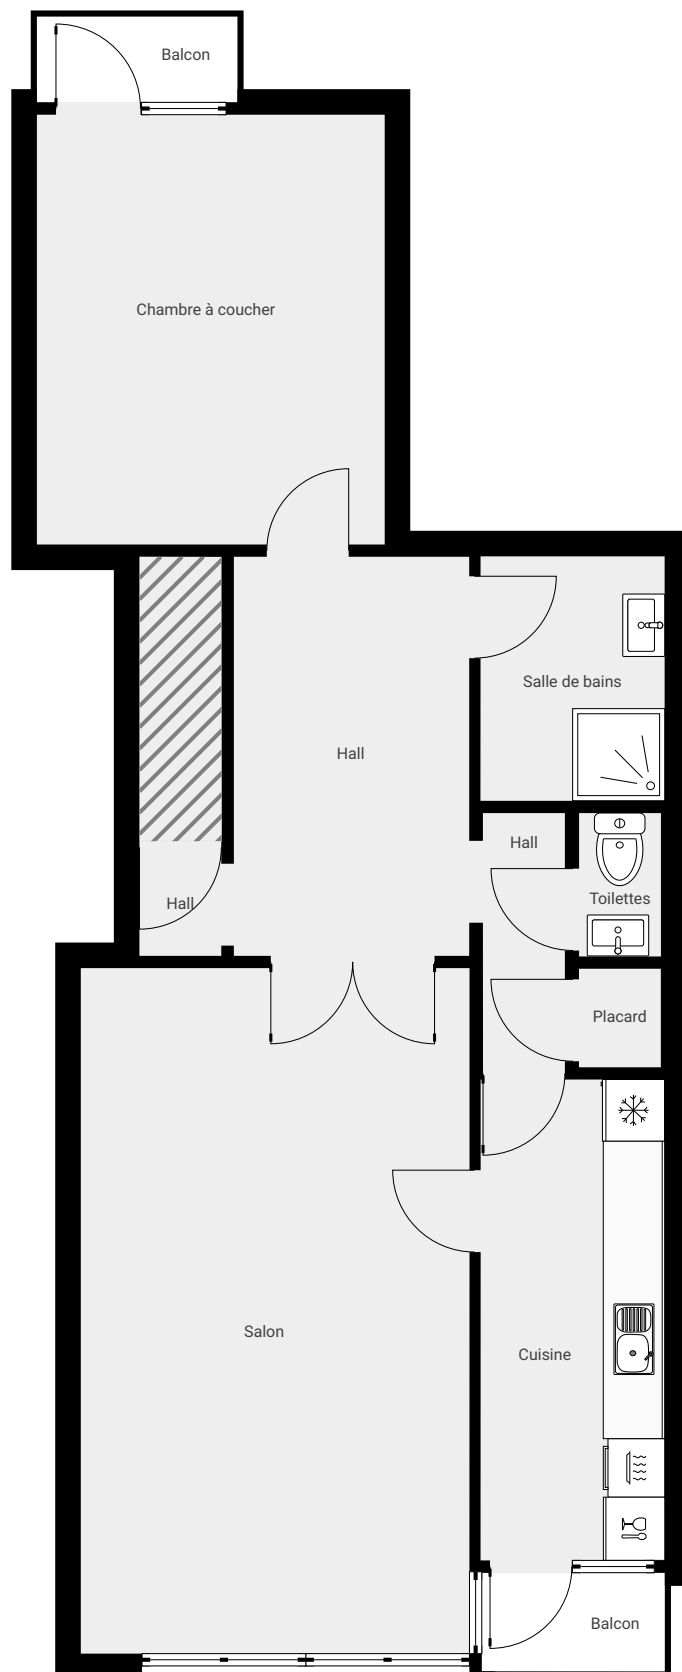 Balcon
Chambre à coucher
Salle de bains
Hall
Hall
Toilettes
Hall
Placard
Salon
Cuisine
Balcon